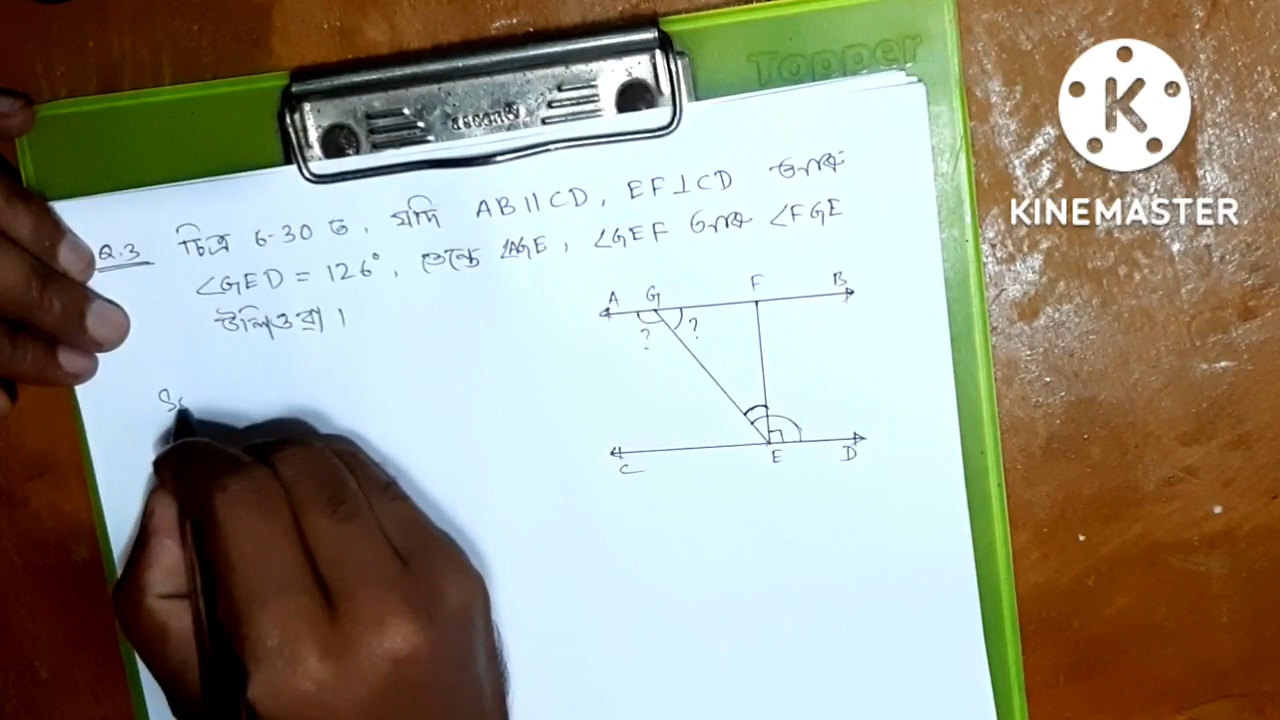 Topper
Q.3 চিত্ৰ 6.30 ত, যদি AB||CD, EF⊥CD আৰু
∠GED = 126°, তেন্তে ∠AGE, ∠GEF আৰু ∠FGE
উলিওৱা।
A G F B
? ?
C E D
K
KINEMASTER